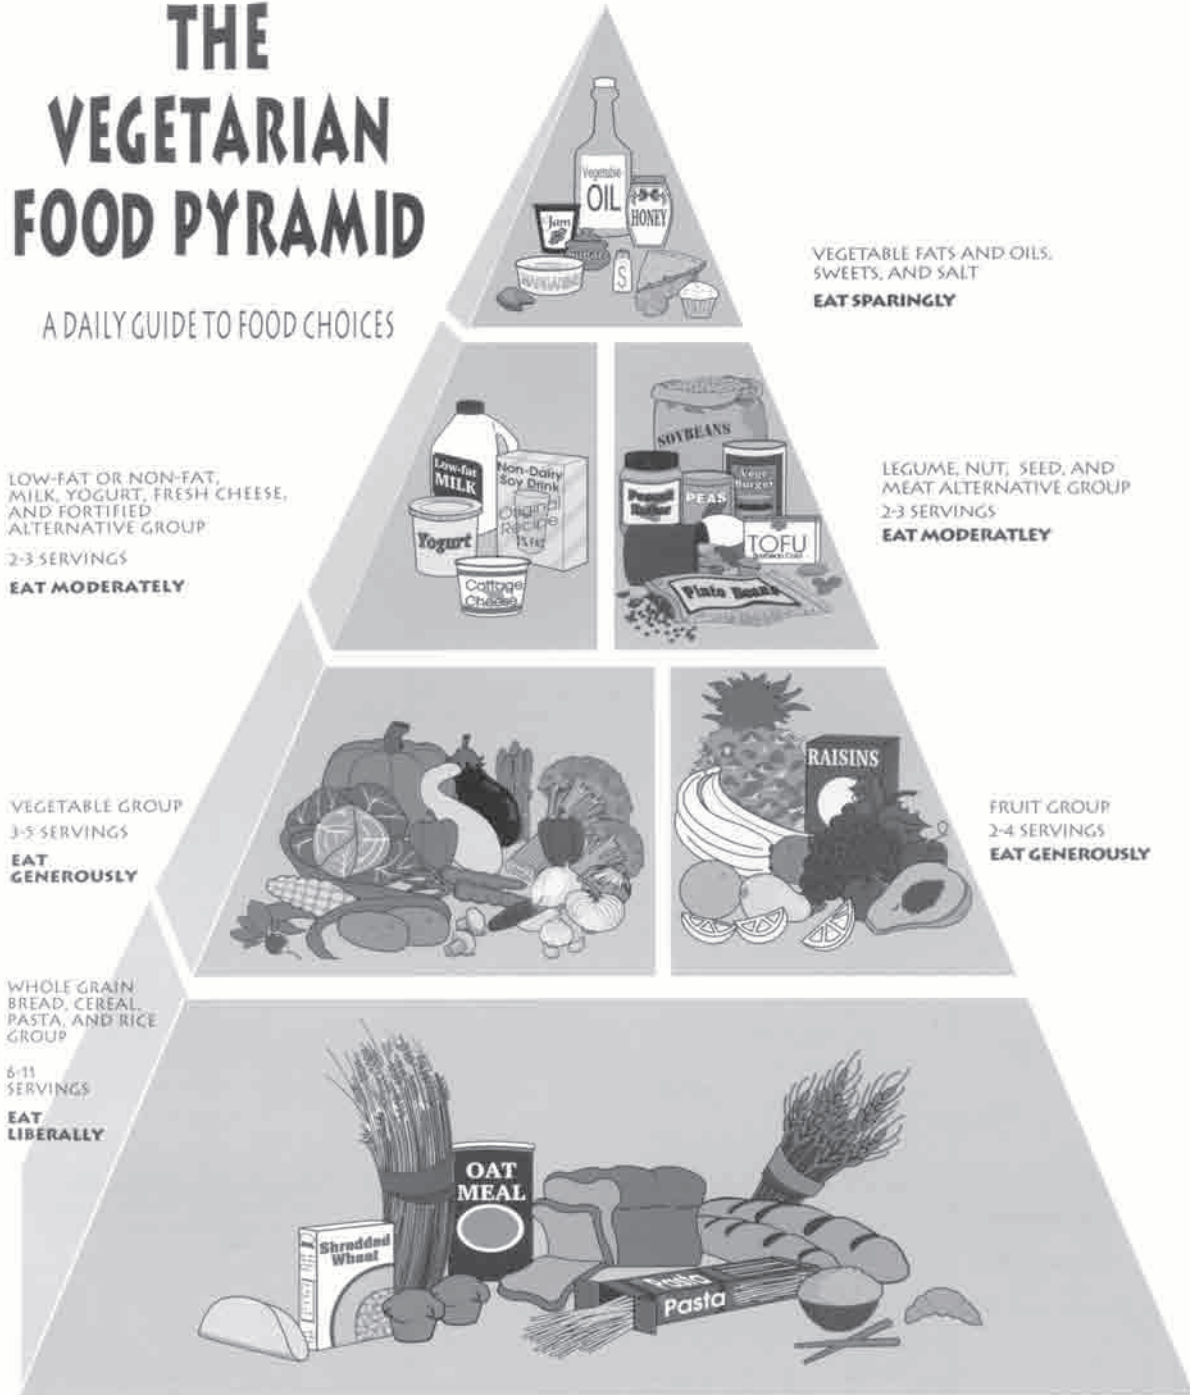 THE
VEGETARIAN
FOOD PYRAMID
A DAILY GUIDE TO FOOD CHOICES
Vegetable
OIL
HONEY
Jam
MARGARINE
S
VEGETABLE FATS AND OILS,
SWEETS, AND SALT
EAT SPARINGLY
LOW-FAT OR NON-FAT,
MILK, YOGURT, FRESH CHEESE,
AND FORTIFIED
ALTERNATIVE GROUP
2-3 SERVINGS
EAT MODERATELY
Low-fat
MILK
Non-Dairy
Soy Drink
Original
Recipe
1% FAT
Yogurt
Cottage
Cheese
SOYBEANS
Peanut
Butter
PEAS
Vege
Burger
TOFU
Pinto Beans
LEGUME, NUT, SEED, AND
MEAT ALTERNATIVE GROUP
2-3 SERVINGS
EAT MODERATLEY
VEGETABLE GROUP
3-5 SERVINGS
EAT
GENEROUSLY
RAISINS
FRUIT GROUP
2-4 SERVINGS
EAT GENEROUSLY
WHOLE GRAIN
BREAD, CEREAL,
PASTA, AND RICE
GROUP
6-11
SERVINGS
EAT
LIBERALLY
OAT
MEAL
Shredded
Wheat
Pasta
Pasta